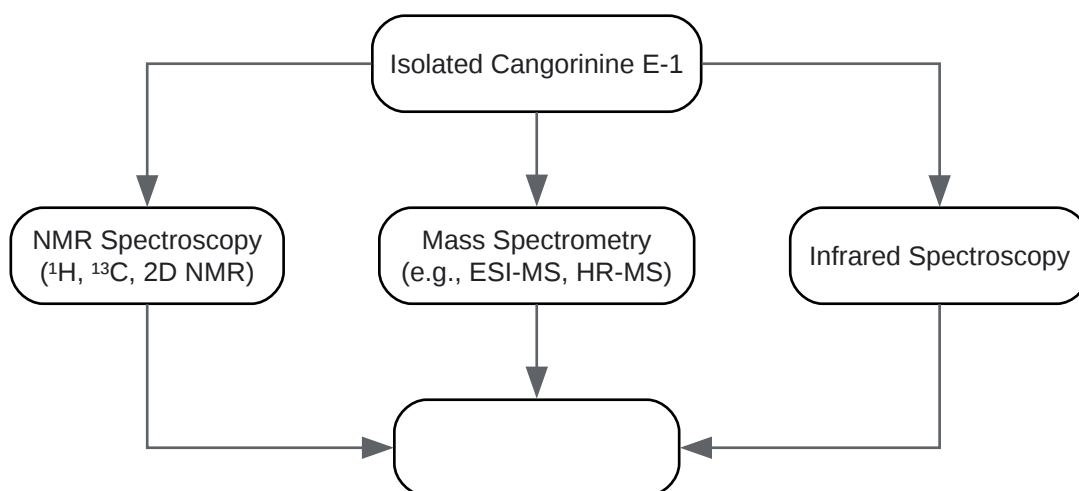 Isolated Cangorinine E-1
NMR Spectroscopy
(¹H, ¹³C, 2D NMR)
Mass Spectrometry
(e.g., ESI-MS, HR-MS)
Infrared Spectroscopy